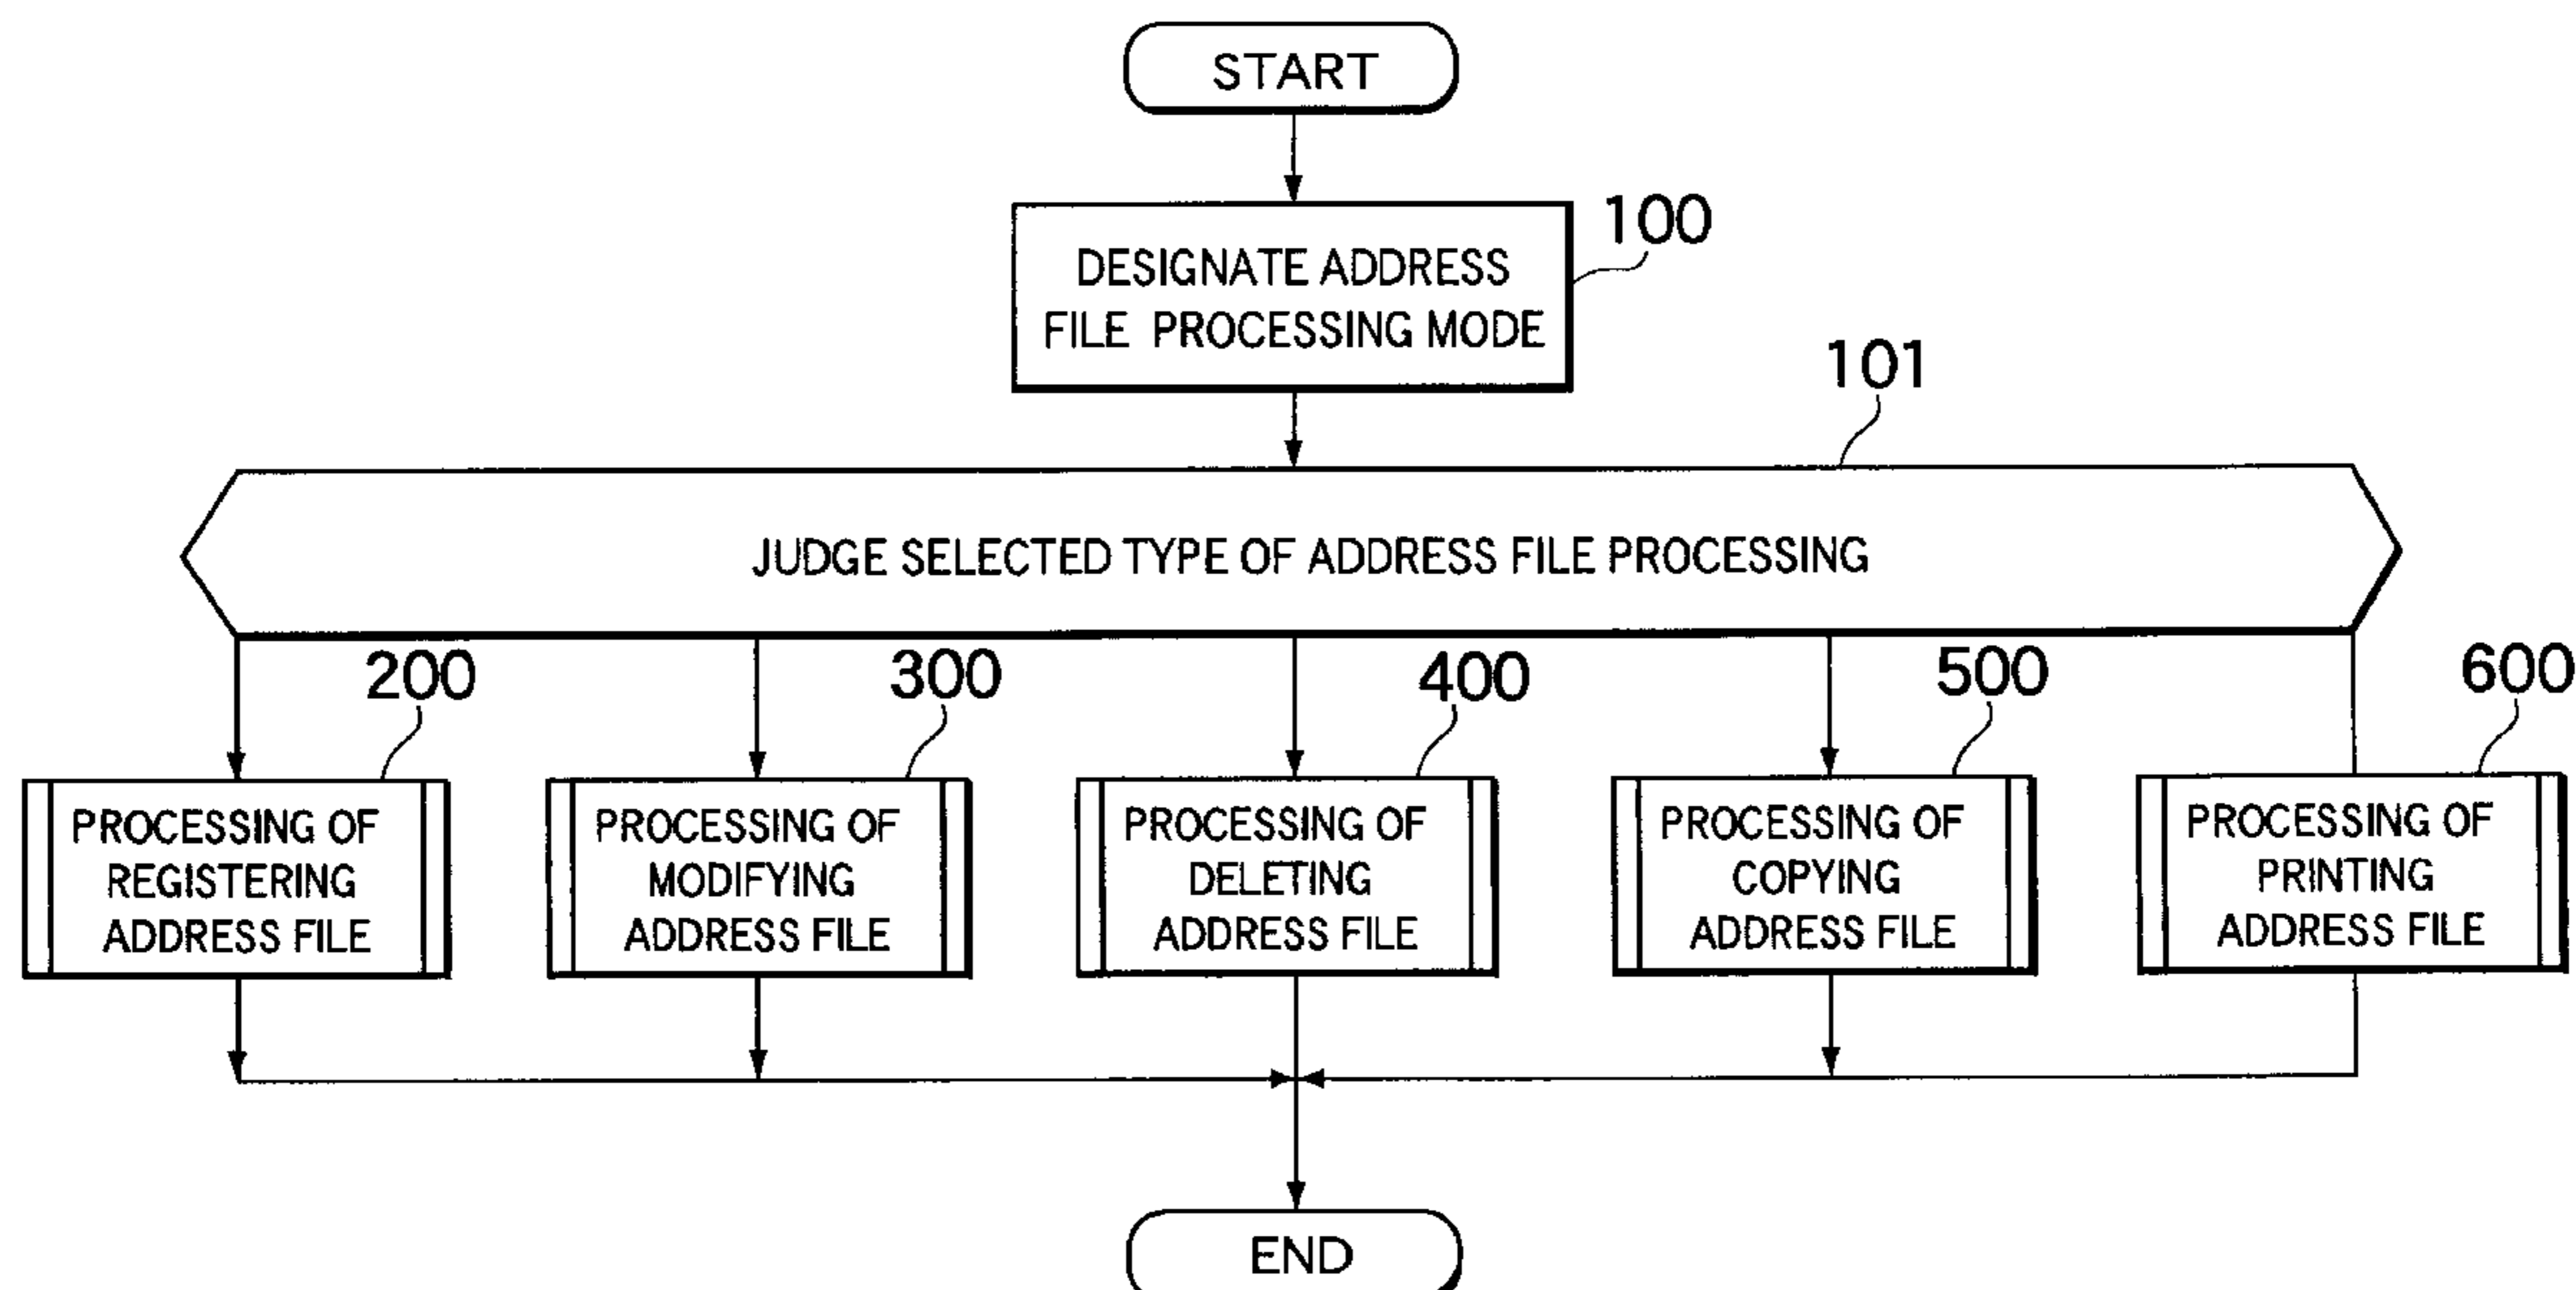 START
100
DESIGNATE ADDRESS
FILE PROCESSING MODE
101
JUDGE SELECTED TYPE OF ADDRESS FILE PROCESSING
200
300
400
500
600
PROCESSING OF
REGISTERING
ADDRESS FILE
PROCESSING OF
MODIFYING
ADDRESS FILE
PROCESSING OF
DELETING
ADDRESS FILE
PROCESSING OF
COPYING
ADDRESS FILE
PROCESSING OF
PRINTING
ADDRESS FILE
END